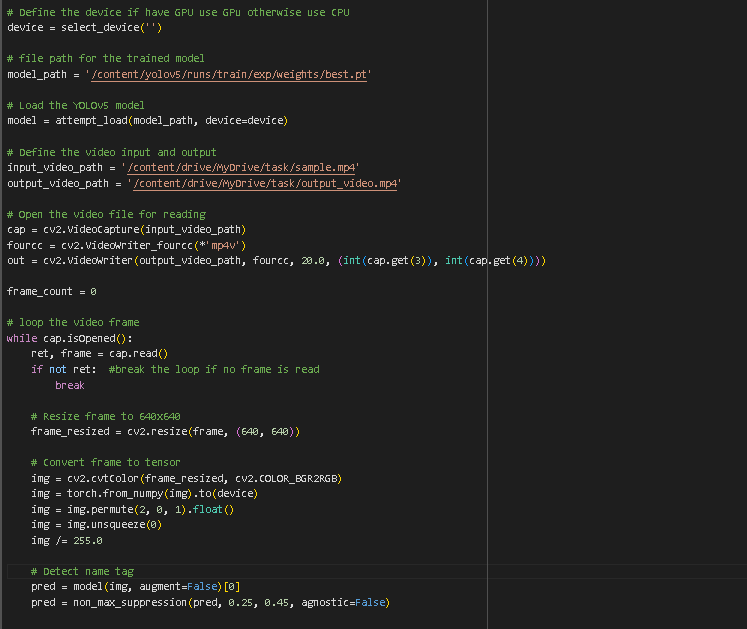 # Define the device if have GPU use GPu otherwise use CPU
device = select_device('')
# file path for the trained model
model_path = '/content/yolov5/runs/train/exp/weights/best.pt'
# Load the YOLOv5 model
model = attempt_load(model_path, device=device)
# Define the video input and output
input_video_path = '/content/drive/MyDrive/task/sample.mp4'
output_video_path = '/content/drive/MyDrive/task/output_video.mp4'
# Open the video file for reading
cap = cv2.VideoCapture(input_video_path)
fourcc = cv2.VideoWriter_fourcc(*'mp4v')
out = cv2.VideoWriter(output_video_path, fourcc, 20.0, (int(cap.get(3)), int(cap.get(4))))
frame_count = 0
# loop the video frame
while cap.isOpened():
    ret, frame = cap.read()
    if not ret:  #break the loop if no frame is read
        break
    # Resize frame to 640x640
    frame_resized = cv2.resize(frame, (640, 640))
    # Convert frame to tensor
    img = cv2.cvtColor(frame_resized, cv2.COLOR_BGR2RGB)
    img = torch.from_numpy(img).to(device)
    img = img.permute(2, 0, 1).float()
    img = img.unsqueeze(0)
    img /= 255.0
    # Detect name tag
    pred = model(img, augment=False)[0]
    pred = non_max_suppression(pred, 0.25, 0.45, agnostic=False)